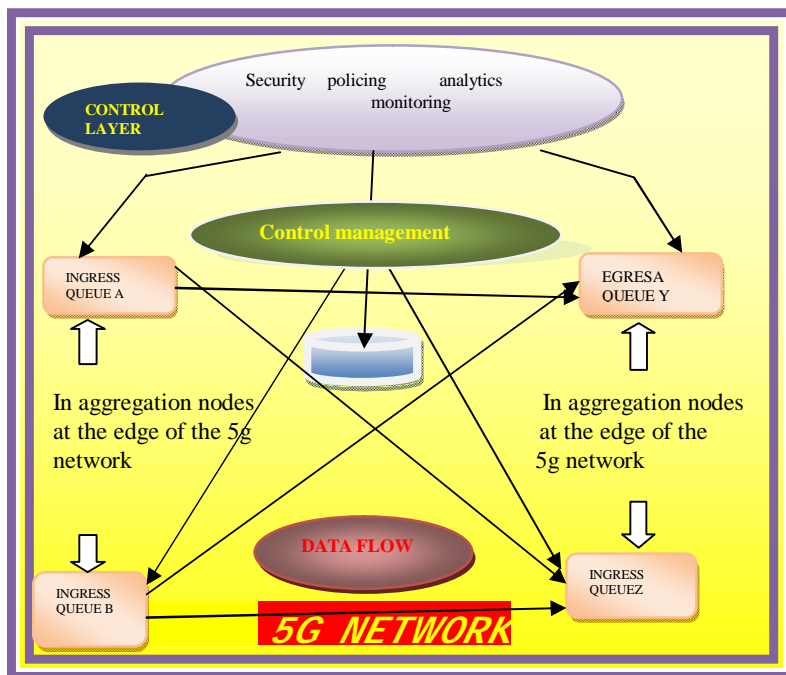 Security policing analytics
monitoring
CONTROL
LAYER
Control management
INGRESS
QUEUE A
EGRESA
QUEUE Y
In aggregation nodes
at the edge of the 5g
network
In aggregation nodes
at the edge of the
5g network
DATA FLOW
INGRESS
QUEUE B
INGRESS
QUEUEZ
5G NETWORK